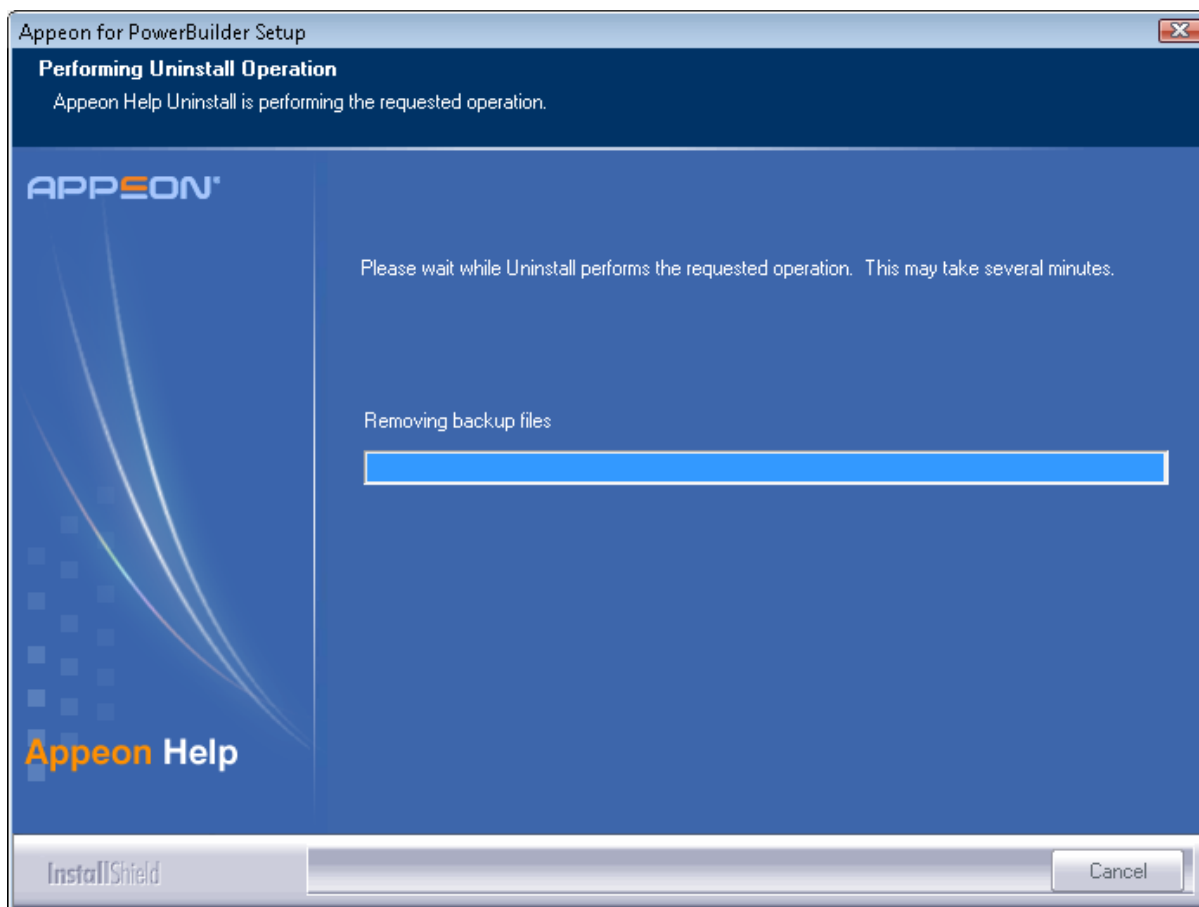 Appeon for PowerBuilder Setup
Performing Uninstall Operation
Appeon Help Uninstall is performing the requested operation.
APPEON
Please wait while Uninstall performs the requested operation.  This may take several minutes.
Removing backup files
Appeon Help
InstallShield
Cancel